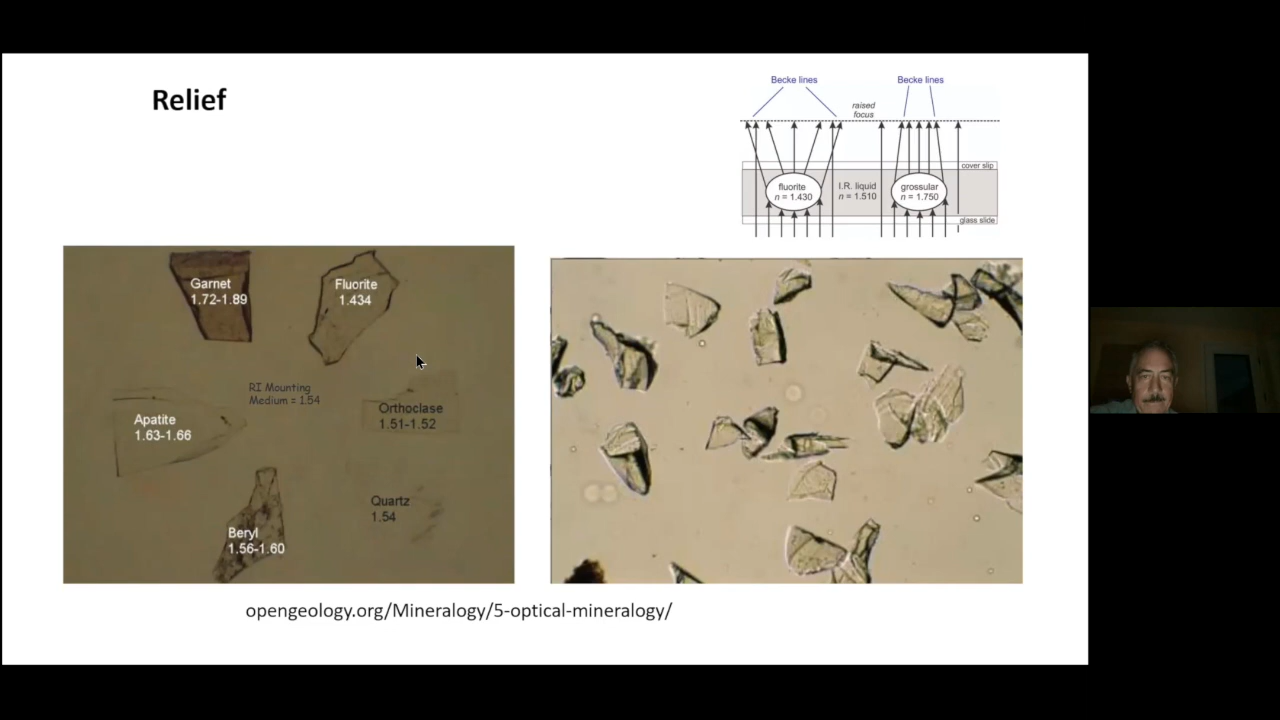 Relief
Becke lines
Becke lines
raised
focus
cover slip
fluorite
n = 1.430
I.R. liquid
n = 1.510
grossular
n = 1.750
glass slide
Garnet
1.72-1.89
Fluorite
1.434
RI Mounting
Medium = 1.54
Apatite
1.63-1.66
Orthoclase
1.51-1.52
Quartz
1.54
Beryl
1.56-1.60
opengeology.org/Mineralogy/5-optical-mineralogy/